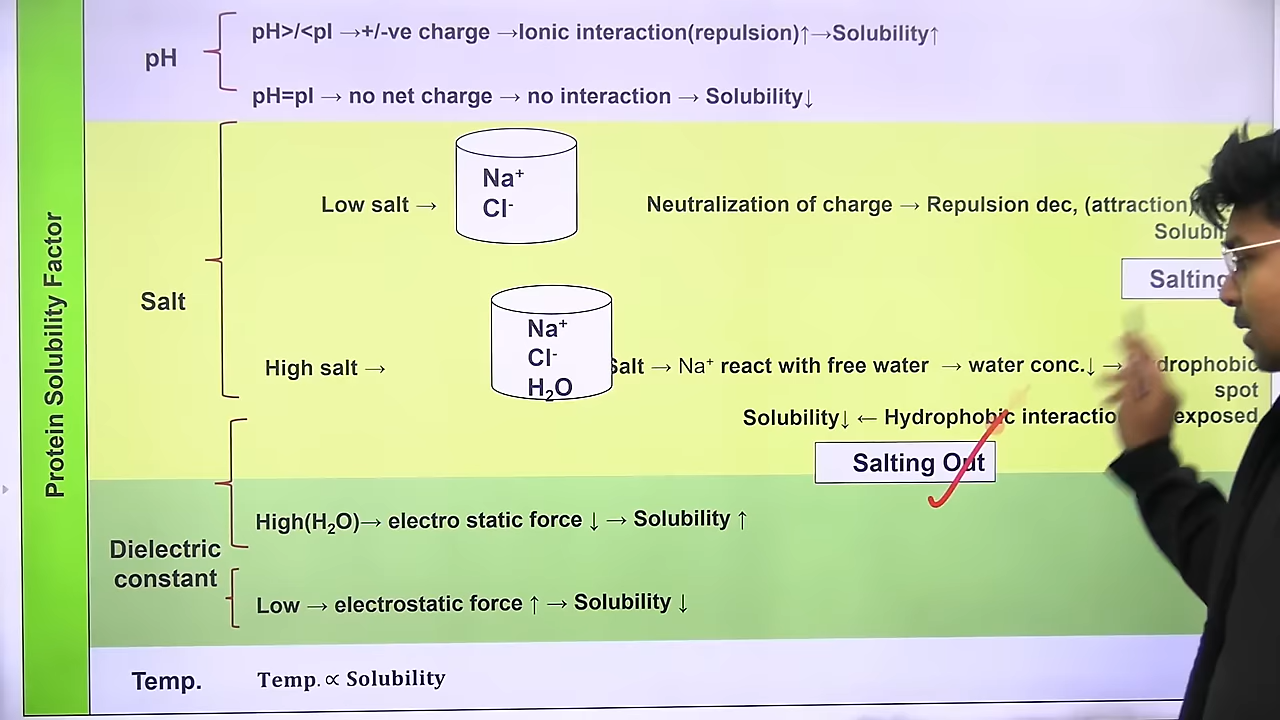 Protein Solubility Factor
pH
pH>/<pI →+/-ve charge →Ionic interaction(repulsion)↑→Solubility↑
pH=pI → no net charge → no interaction → Solubility↓
Salt
Low salt →
Na⁺
Cl⁻
Neutralization of charge → Repulsion dec, (attraction)
Salting
High salt →
Na⁺
Cl⁻
H₂O
Salt → Na⁺ react with free water → water conc.↓ →
spot
Solubility↓ ← Hydrophobic exposed
Salting Out
Dielectric
constant
High(H₂O)→ electro static force ↓ → Solubility ↑
Low → electrostatic force ↑ → Solubility ↓
Temp.
Temp. ∝ Solubility